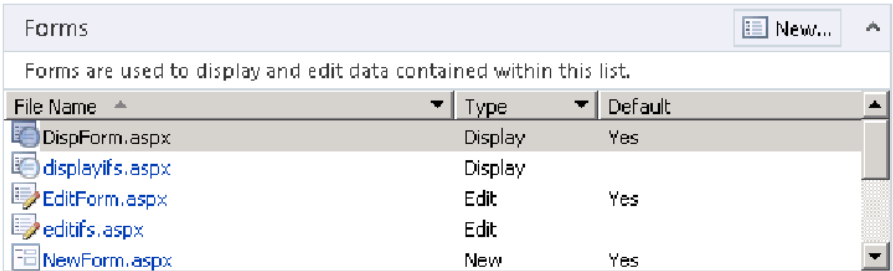 Forms New...
Forms are used to display and edit data contained within this list.
File Name Type Default
DispForm.aspx Display Yes
displayifs.aspx Display
EditForm.aspx Edit Yes
editifs.aspx Edit
NewForm.aspx New Yes